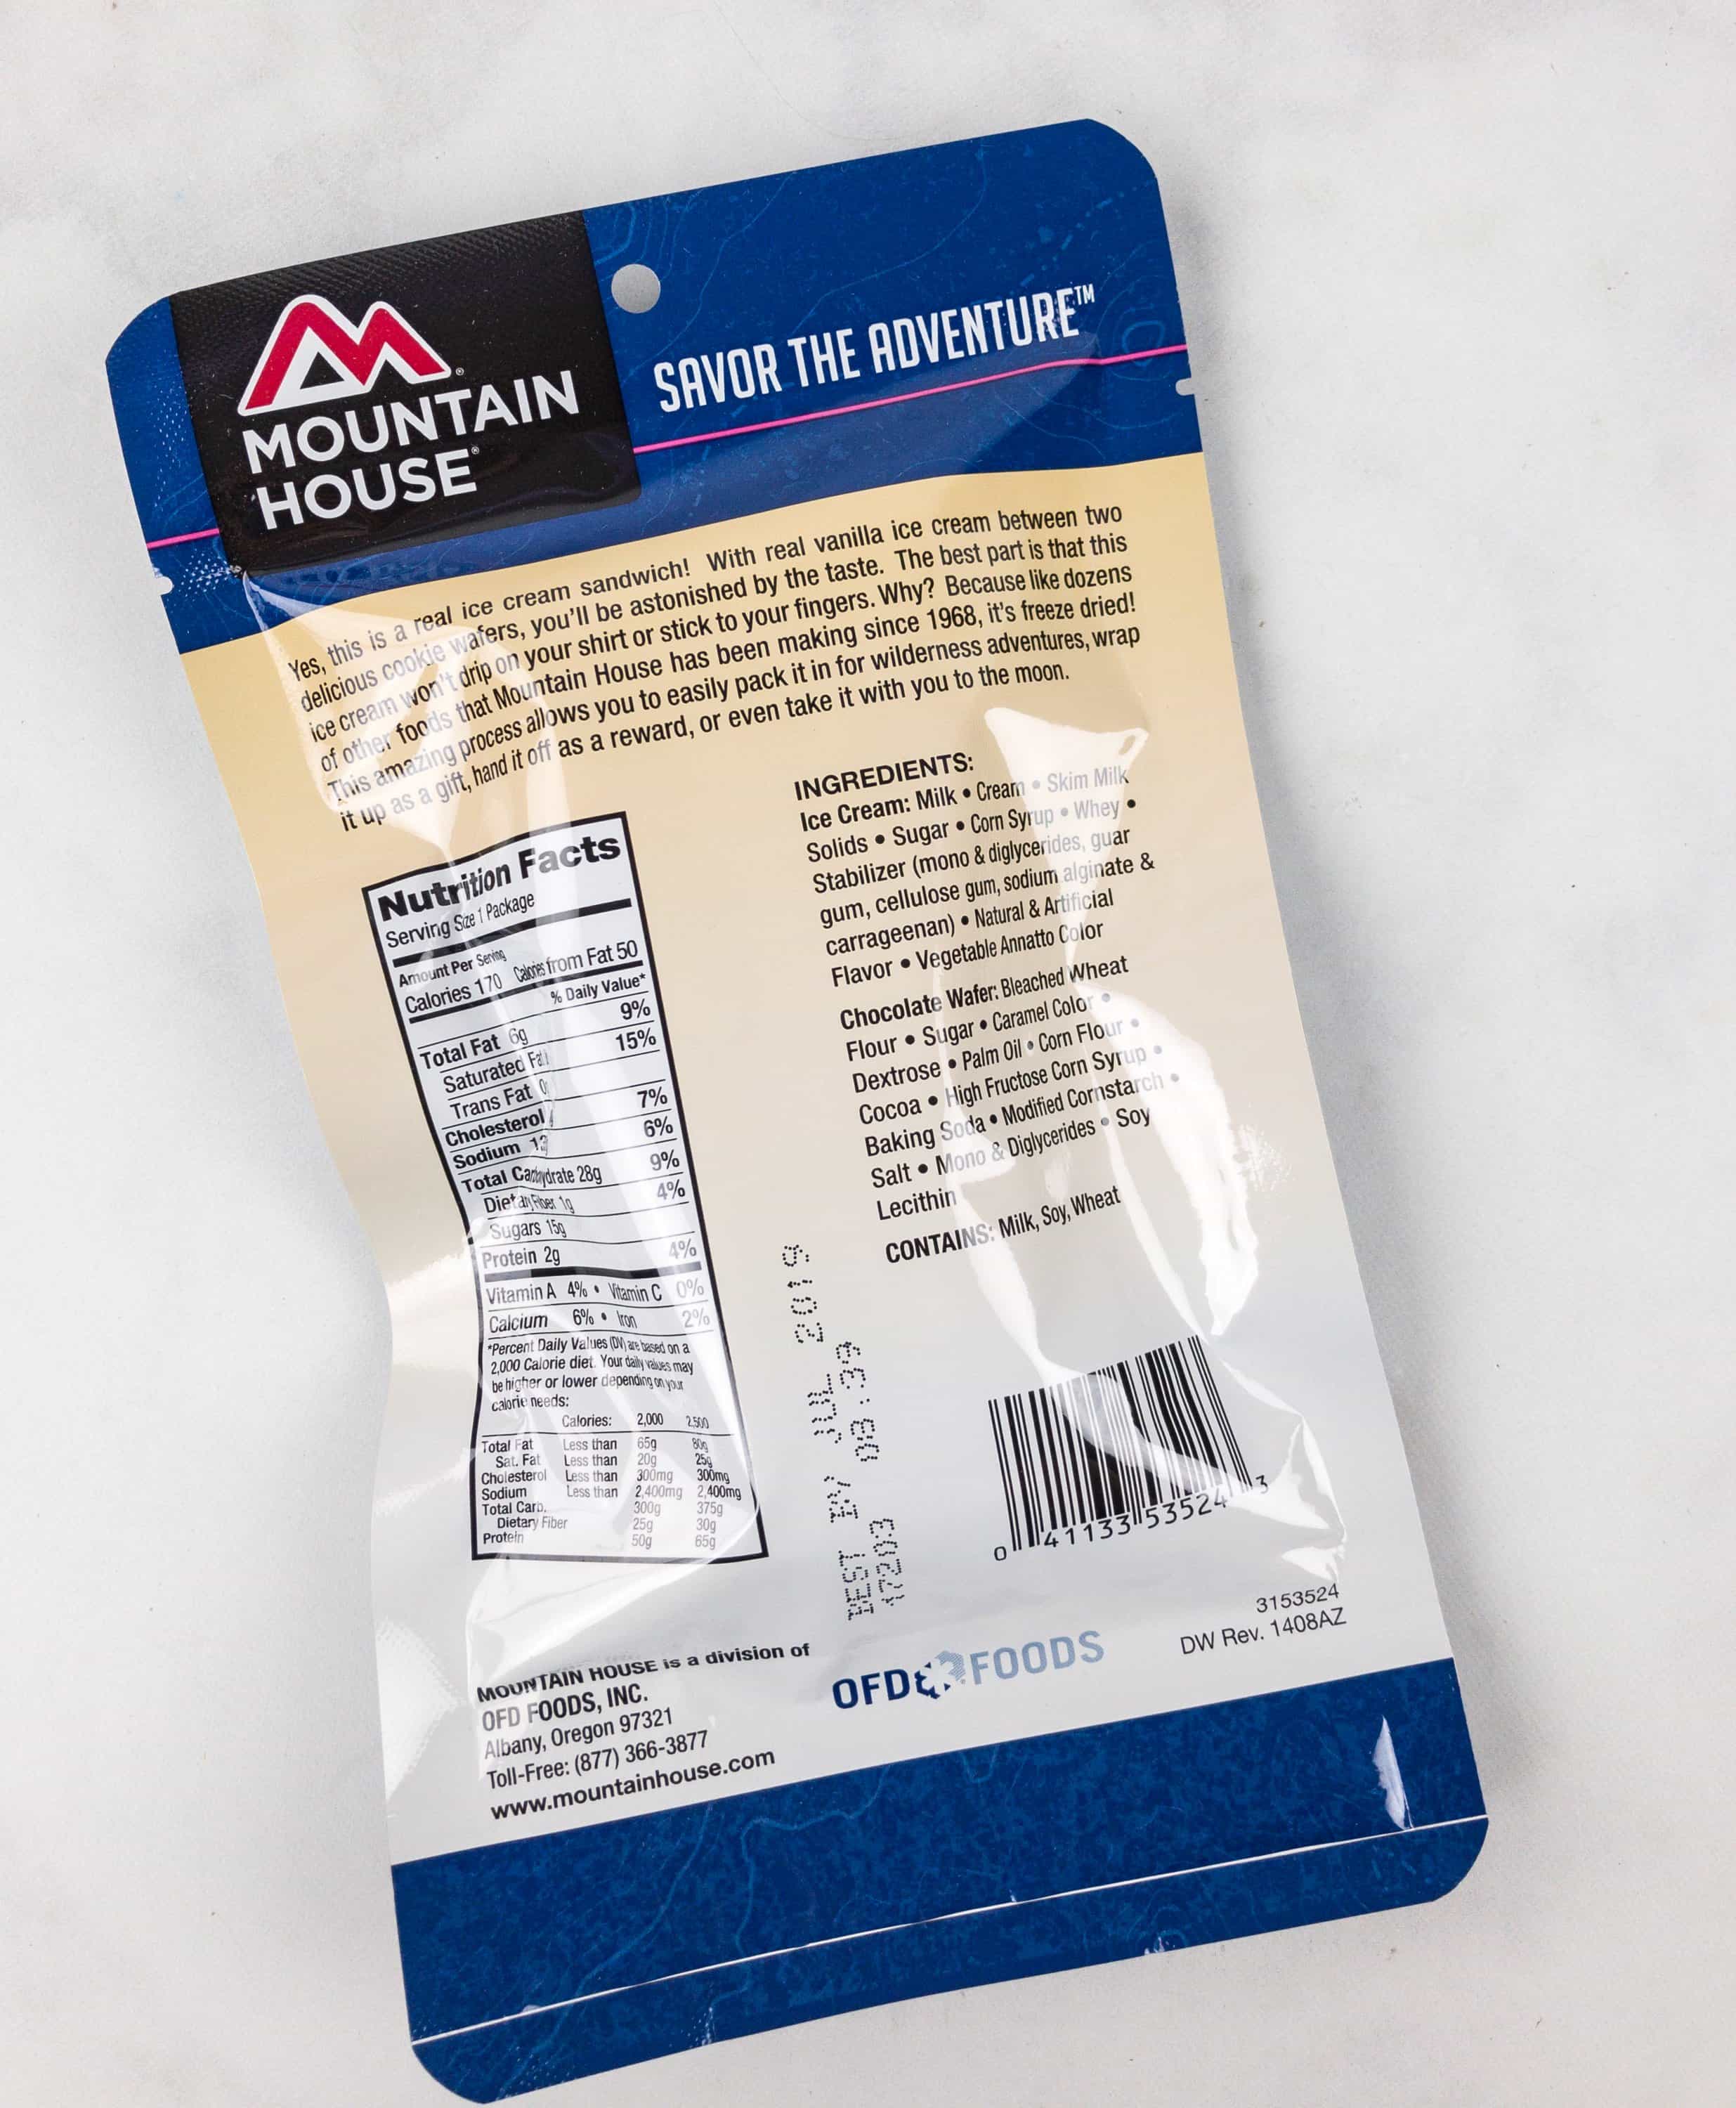 MOUNTAIN
HOUSE®
SAVOR THE ADVENTURE™
Yes, this is a real ice cream sandwich! With real vanilla ice cream between two
delicious cookie wafers, you'll be astonished by the taste. The best part is that this
ice cream won't drip on your shirt or stick to your fingers. Why? Because like dozens
of other foods that Mountain House has been making since 1968, it's freeze dried!
This amazing process allows you to easily pack it in for wilderness adventures, wrap
it up as a gift, hand it off as a reward, or even take it with you to the moon.
Nutrition Facts
Serving Size 1 Package
Amount Per Serving
Calories 170 Calories from Fat 50
% Daily Value*
Total Fat 6g 9%
Saturated Fat 15%
Trans Fat
Cholesterol 7%
Sodium 6%
Total Carbohydrate 28g 9%
Dietary Fiber 1g 4%
Sugars 15g
Protein 2g 4%
Vitamin A 4% • Vitamin C 0%
Calcium 6% • Iron 2%
*Percent Daily Values (DV) are based on a
2,000 Calorie diet. Your daily values may
be higher or lower depending on your
calorie needs:
Calories: 2,000 2,500
Total Fat Less than 65g 80g
Sat. Fat Less than 20g 25g
Cholesterol Less than 300mg 300mg
Sodium Less than 2,400mg 2,400mg
Total Carb. 300g 375g
Dietary Fiber 25g 30g
Protein 50g 65g
INGREDIENTS:
Ice Cream: Milk • Cream • Skim Milk
Solids • Sugar • Corn Syrup • Whey •
Stabilizer (mono & diglycerides, guar
gum, cellulose gum, sodium alginate &
carrageenan) • Natural & Artificial
Flavor • Vegetable Annatto Color
Chocolate Wafer: Bleached Wheat
Flour • Sugar • Caramel Color •
Dextrose • Palm Oil • Corn Flour •
Cocoa • High Fructose Corn Syrup •
Baking Soda • Modified Cornstarch •
Salt • Mono & Diglycerides • Soy
Lecithin
CONTAINS: Milk, Soy, Wheat
BEST BY JUL 2019
17203 08:39
0 41133 53524 3
3153524
DW Rev. 1408AZ
MOUNTAIN HOUSE is a division of
OFD FOODS, INC.
Albany, Oregon 97321
Toll-Free: (877) 366-3877
www.mountainhouse.com
OFD FOODS